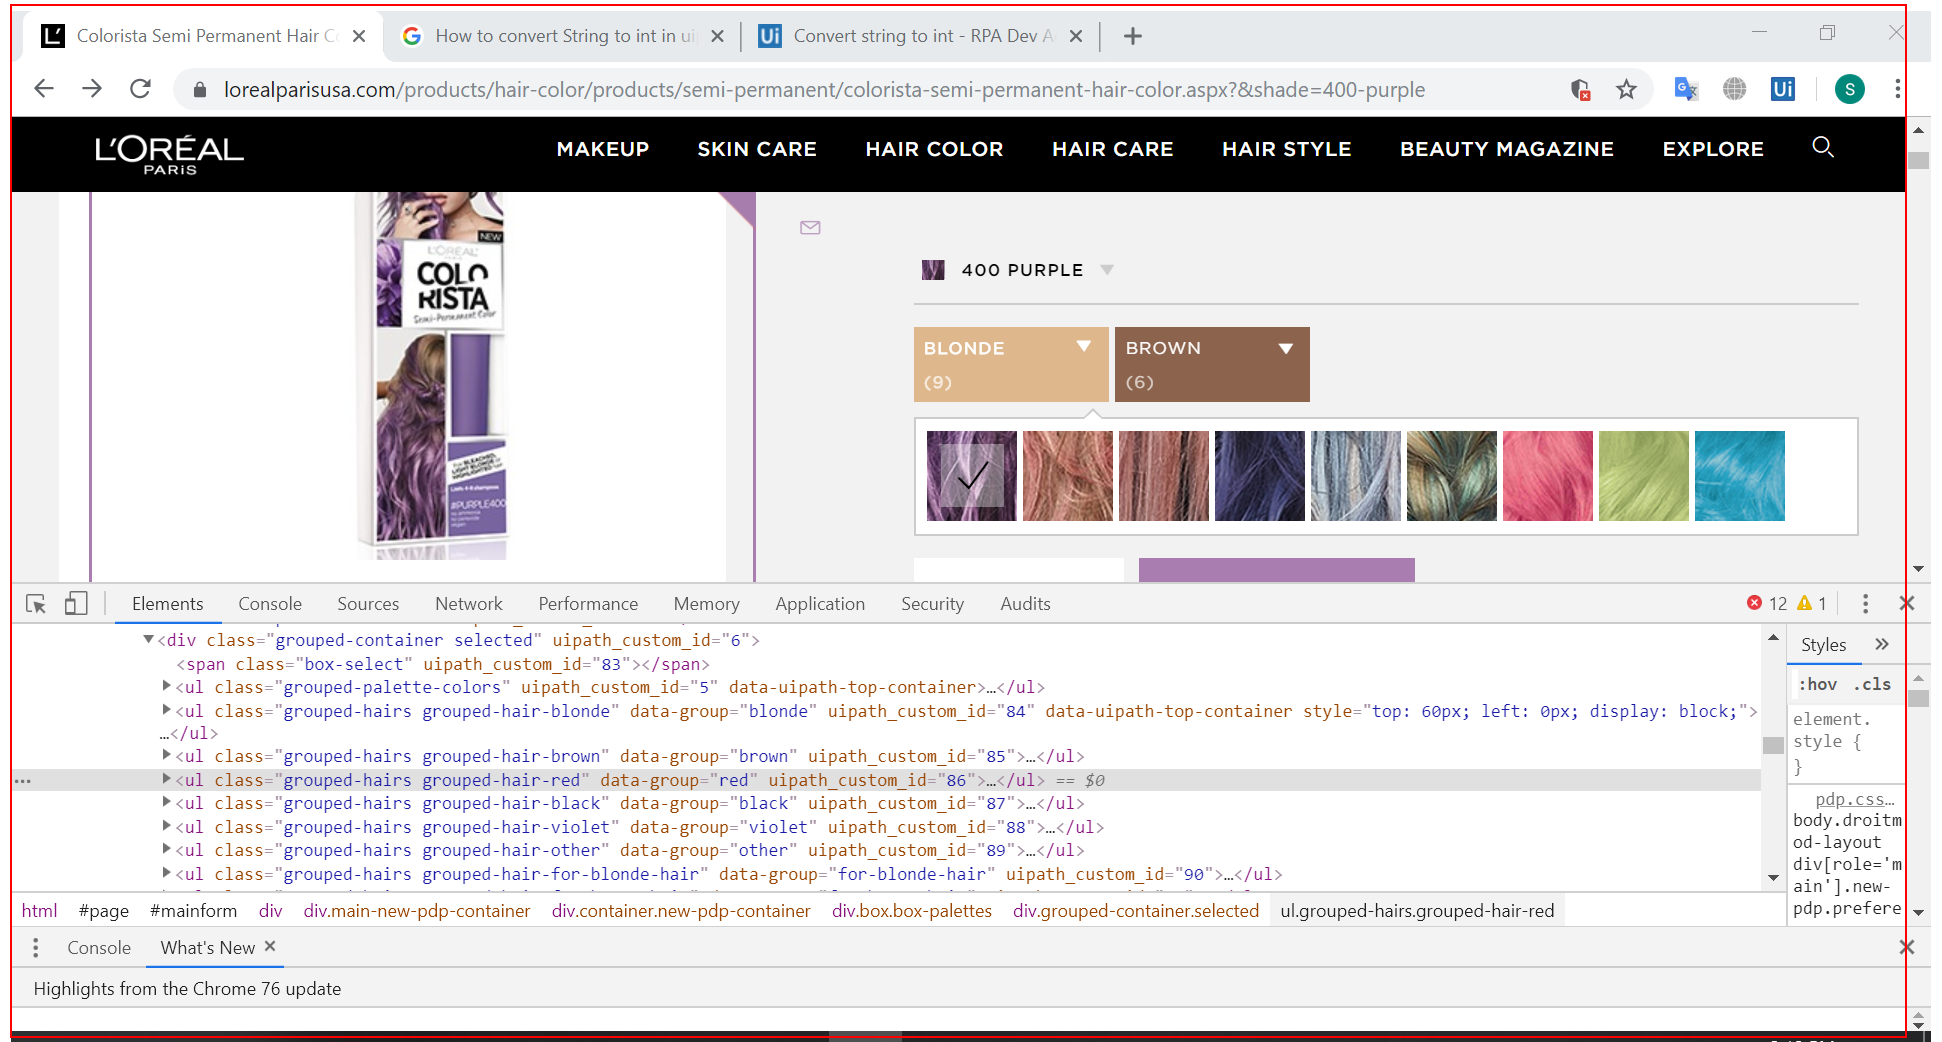 Colorista Semi Permanent Hair C
How to convert String to int in ui
Convert string to int - RPA Dev A
lorealparisusa.com/products/hair-color/products/semi-permanent/colorista-semi-permanent-hair-color.aspx?&shade=400-purple
Ui
S
L'ORÉAL
PARiS
MAKEUP SKIN CARE HAIR COLOR HAIR CARE HAIR STYLE BEAUTY MAGAZINE EXPLORE
NEW
L'ORÉAL
COLO
RISTA
Semi-Permanent Color
#PURPLE400
400 PURPLE
BLONDE
(9)
BROWN
(6)
Elements Console Sources Network Performance Memory Application Security Audits 12 1
<div class="grouped-container selected" uipath_custom_id="6">
<span class="box-select" uipath_custom_id="83"></span>
<ul class="grouped-palette-colors" uipath_custom_id="5" data-uipath-top-container>…</ul>
<ul class="grouped-hairs grouped-hair-blonde" data-group="blonde" uipath_custom_id="84" data-uipath-top-container style="top: 60px; left: 0px; display: block;">
…</ul>
<ul class="grouped-hairs grouped-hair-brown" data-group="brown" uipath_custom_id="85">…</ul>
<ul class="grouped-hairs grouped-hair-red" data-group="red" uipath_custom_id="86">…</ul> == $0
<ul class="grouped-hairs grouped-hair-black" data-group="black" uipath_custom_id="87">…</ul>
<ul class="grouped-hairs grouped-hair-violet" data-group="violet" uipath_custom_id="88">…</ul>
<ul class="grouped-hairs grouped-hair-other" data-group="other" uipath_custom_id="89">…</ul>
<ul class="grouped-hairs grouped-hair-for-blonde-hair" data-group="for-blonde-hair" uipath_custom_id="90">…</ul>
Styles »
:hov .cls
element.
style {
}
pdp.css…
body.droitm
od-layout
div[role='m
ain'].new-
pdp.prefere
html #page #mainform div div.main-new-pdp-container div.container.new-pdp-container div.box.box-palettes div.grouped-container.selected ul.grouped-hairs.grouped-hair-red
Console What's New
Highlights from the Chrome 76 update